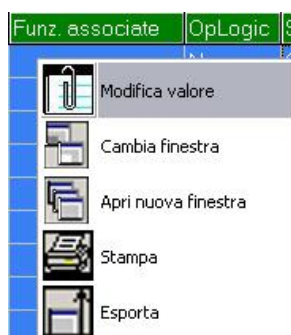 Funz. associate OpLogic
Modifica valore
Cambia finestra
Apri nuova finestra
Stampa
Esporta